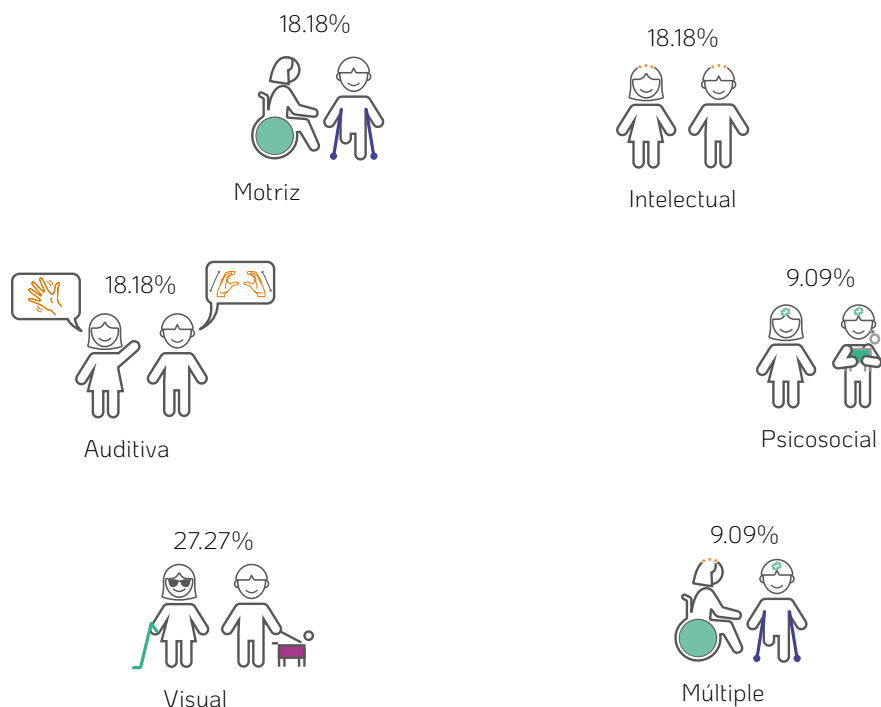 18.18%
Motriz
18.18%
Intelectual
18.18%
Auditiva
9.09%
Psicosocial
27.27%
Visual
9.09%
Múltiple